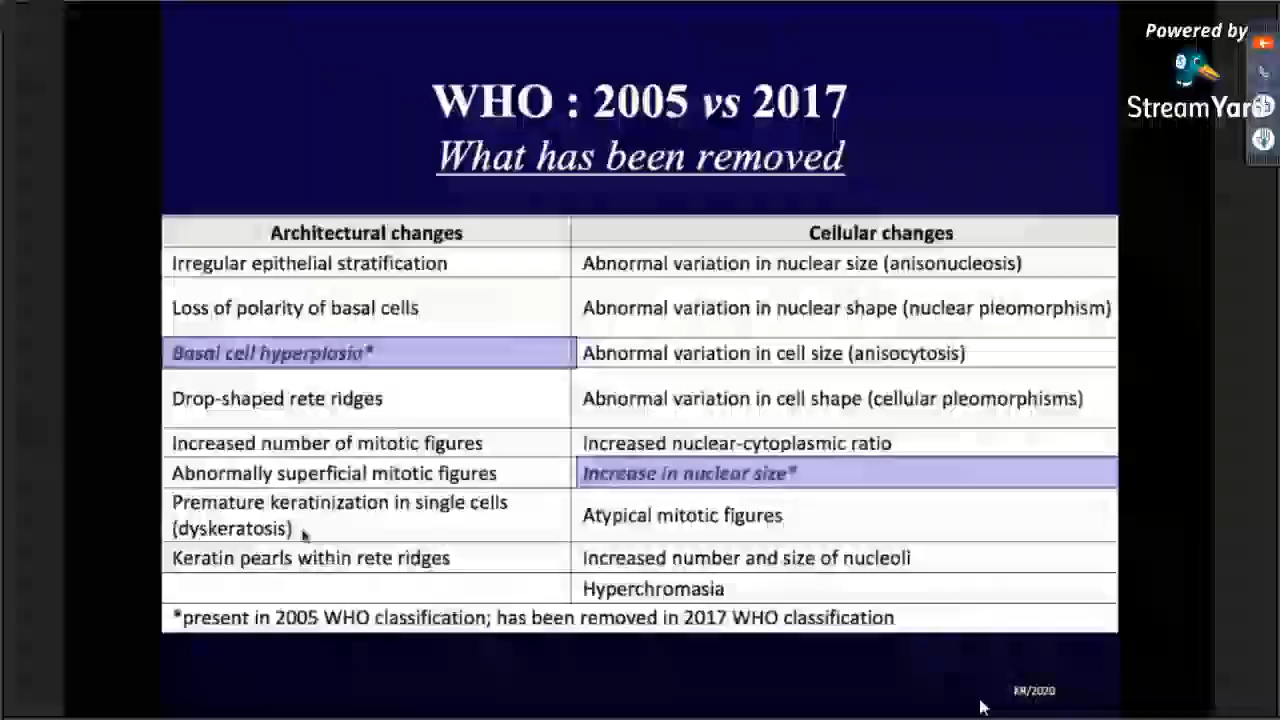 Powered by
StreamYard
WHO : 2005 vs 2017
What has been removed
Architectural changes
Cellular changes
Irregular epithelial stratification
Abnormal variation in nuclear size (anisonucleosis)
Loss of polarity of basal cells
Abnormal variation in nuclear shape (nuclear pleomorphism)
Basal cell hyperplasia*
Abnormal variation in cell size (anisocytosis)
Drop-shaped rete ridges
Abnormal variation in cell shape (cellular pleomorphisms)
Increased number of mitotic figures
Increased nuclear-cytoplasmic ratio
Abnormally superficial mitotic figures
Increase in nuclear size*
Premature keratinization in single cells
(dyskeratosis)
Atypical mitotic figures
Keratin pearls within rete ridges
Increased number and size of nucleoli
Hyperchromasia
*present in 2005 WHO classification; has been removed in 2017 WHO classification